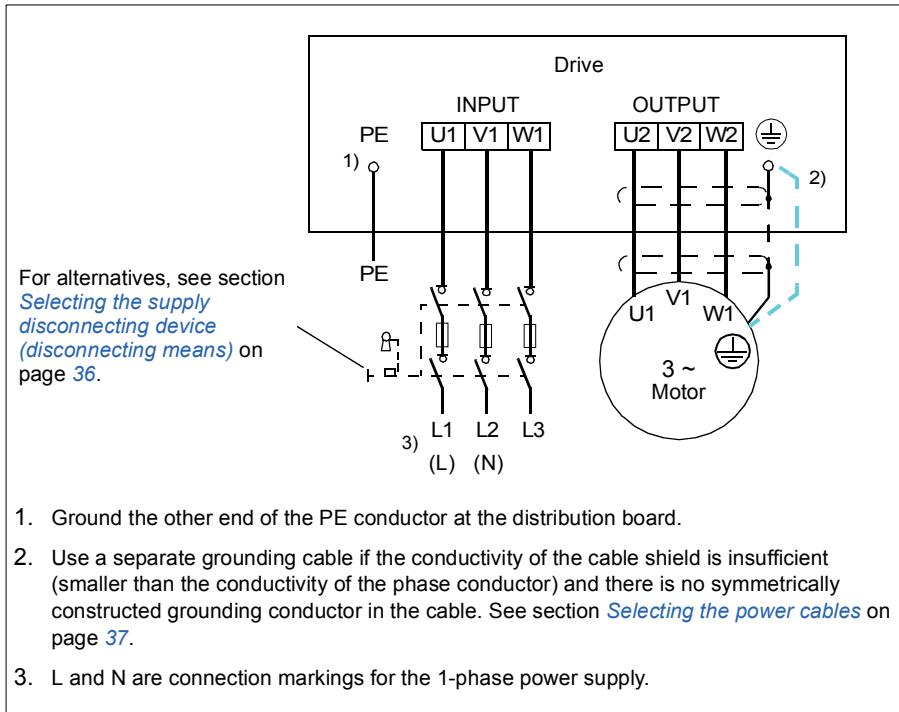 Drive
INPUT OUTPUT
PE U1 V1 W1 U2 V2 W2
1) 2)
PE
For alternatives, see section
Selecting the supply
disconnecting device
(disconnecting means) on
page 36.
U1 V1 W1
3 ~
Motor
3) L1 L2 L3
(L) (N)
1. Ground the other end of the PE conductor at the distribution board.
2. Use a separate grounding cable if the conductivity of the cable shield is insufficient
(smaller than the conductivity of the phase conductor) and there is no symmetrically
constructed grounding conductor in the cable. See section Selecting the power cables on
page 37.
3. L and N are connection markings for the 1-phase power supply.